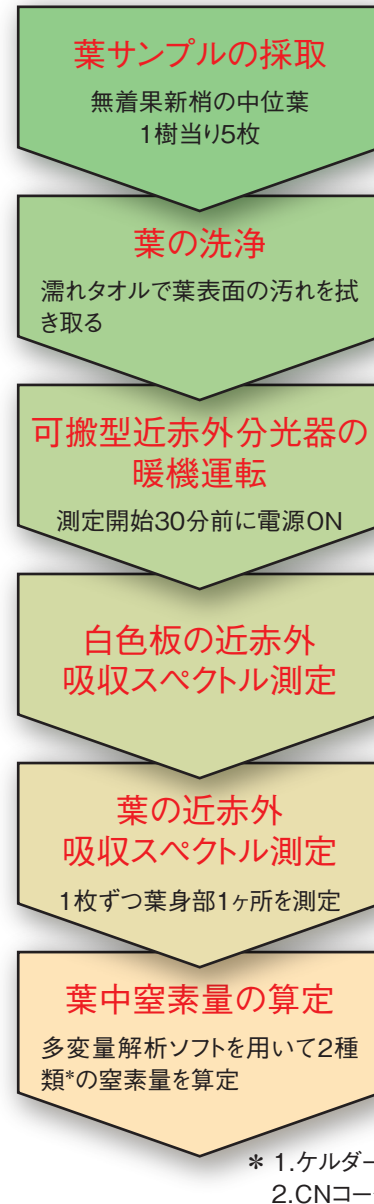 葉サンプルの採取
無着果新梢の中位葉
1樹当り5枚
葉の洗浄
濡れタオルで葉表面の汚れを拭
き取る
可搬型近赤外分光器の
暖機運転
測定開始30分前に電源ON
白色板の近赤外
吸収スペクトル測定
葉の近赤外
吸収スペクトル測定
1枚ずつ葉身部1ヶ所を測定
葉中窒素量の算定
多変量解析ソフトを用いて2種
類*の窒素量を算定
* 1.ケルダー
2.CNコー